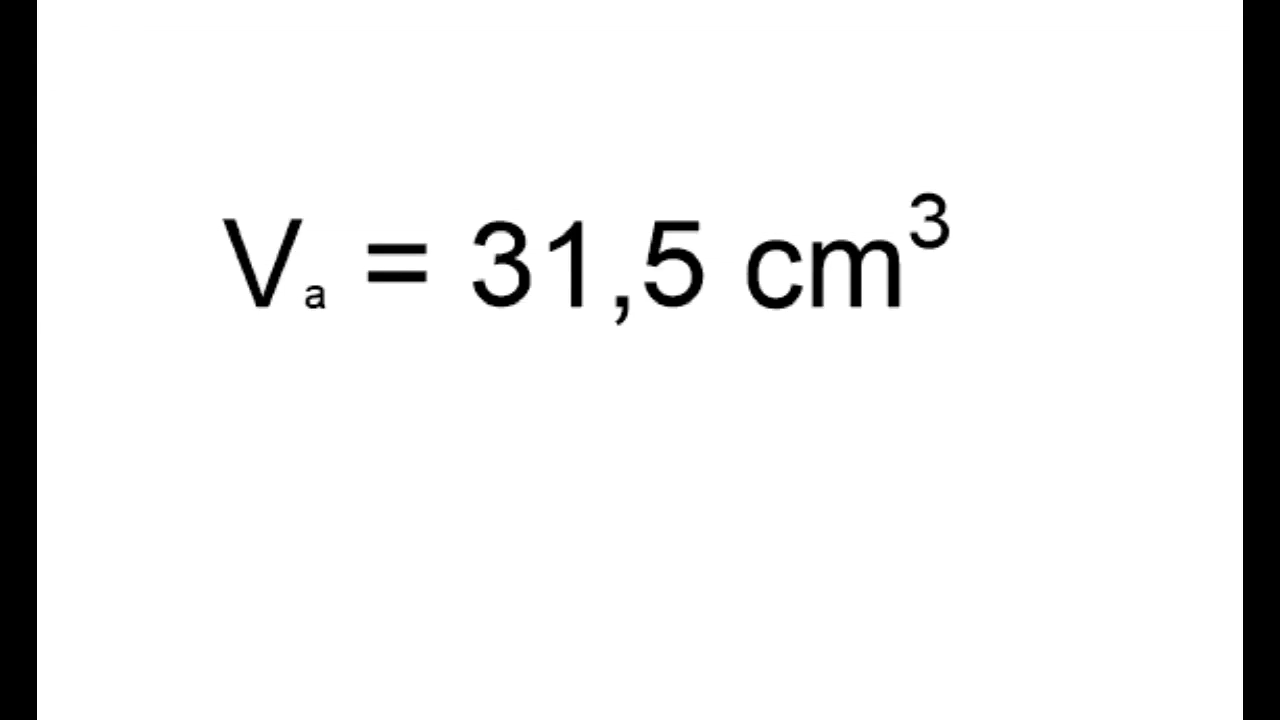 Vₐ = 31,5 cm³